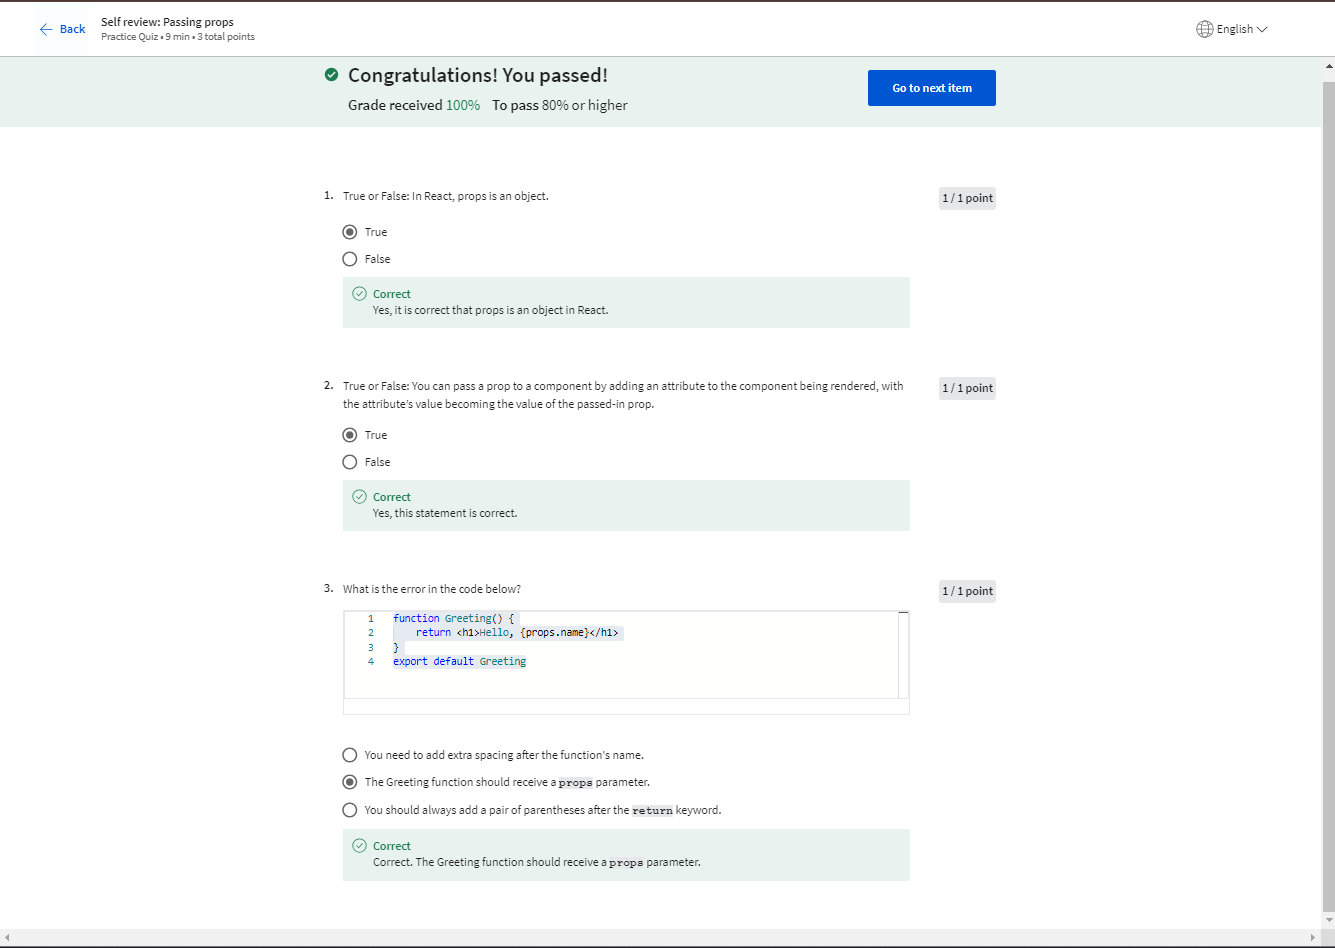 Back
Self review: Passing props
Practice Quiz • 9 min • 3 total points
English
Congratulations! You passed!
Grade received 100% To pass 80% or higher
Go to next item
1. True or False: In React, props is an object.
1 / 1 point
True
False
Correct
Yes, it is correct that props is an object in React.
2. True or False: You can pass a prop to a component by adding an attribute to the component being rendered, with
the attribute's value becoming the value of the passed-in prop.
1 / 1 point
True
False
Correct
Yes, this statement is correct.
3. What is the error in the code below?
1 / 1 point
1 function Greeting() {
2 return <h1>Hello, {props.name}</h1>
3 }
4 export default Greeting
You need to add extra spacing after the function's name.
The Greeting function should receive a props parameter.
You should always add a pair of parentheses after the return keyword.
Correct
Correct. The Greeting function should receive a props parameter.